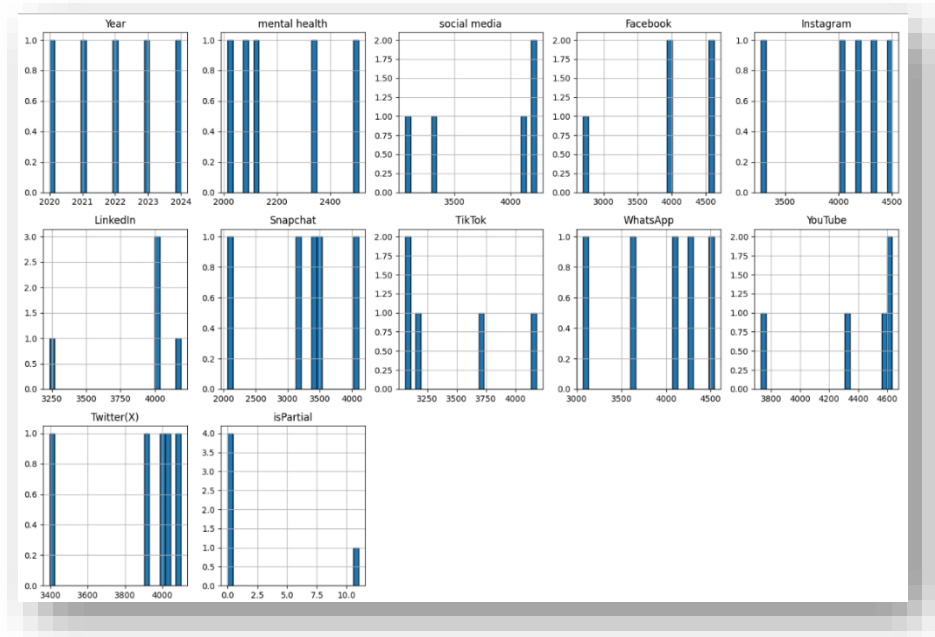 Year mental health social media Facebook Instagram
1.0 1.0 2.00 2.00 1.0
1.75 1.75
0.8 0.8 0.8
1.50 1.50
0.6 0.6 1.25 1.25 0.6
1.00 1.00
0.4 0.4 0.75 0.75 0.4
0.50 0.50
0.2 0.2 0.2
0.25 0.25
0.0 0.0 0.00 0.00 0.0
2020 2021 2022 2023 2024 2000 2200 2400 3500 4000 3000 3500 4000 4500 3500 4000 4500
LinkedIn Snapchat TikTok WhatsApp YouTube
3.0 1.0 2.00 1.0 2.00
2.5 1.75 1.75
0.8 0.8
2.0 1.50 1.50
0.6 1.25 0.6 1.25
1.5 1.00 1.00
0.4 0.4
1.0 0.75 0.75
0.50 0.50
0.5 0.2 0.2
0.25 0.25
0.0 0.0 0.00 0.0 0.00
3250 3500 3750 4000 2000 2500 3000 3500 4000 3250 3500 3750 4000 3000 3500 4000 4500 3800 4000 4200 4400 4600
Twitter(X) isPartial
1.0 4.0
3.5
0.8
3.0
0.6 2.5
2.0
0.4
1.5
1.0
0.2
0.5
0.0 0.0
3400 3600 3800 4000 0.0 2.5 5.0 7.5 10.0